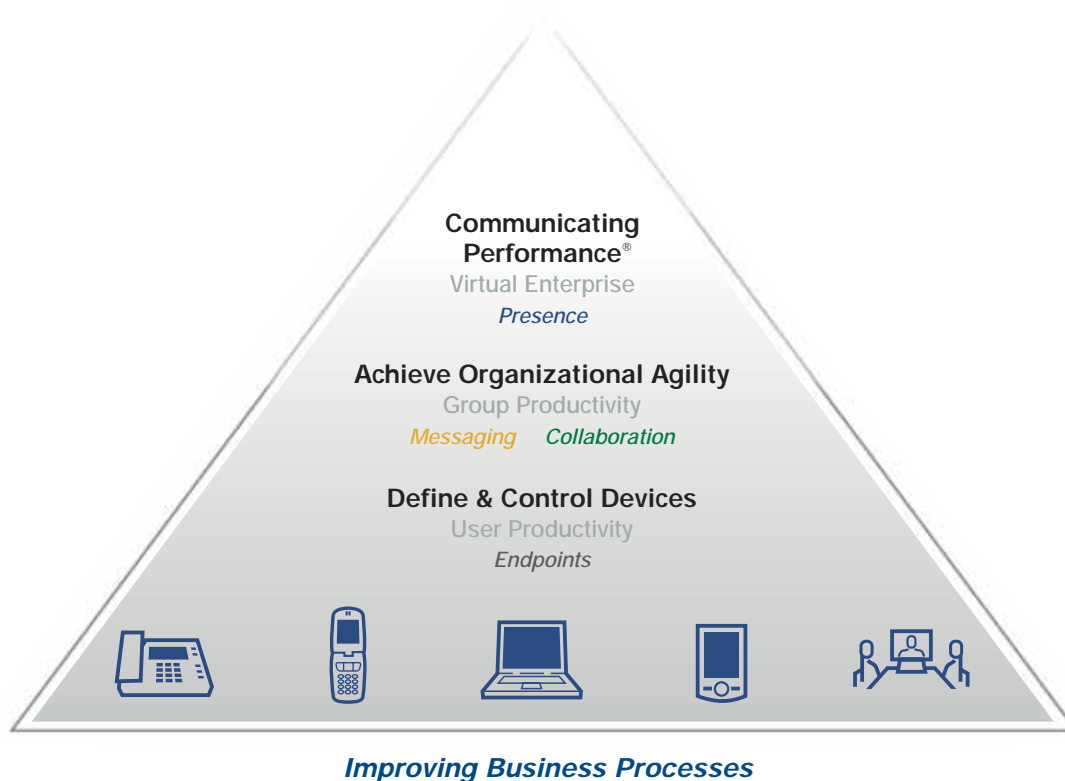 Communicating
Performance®
Virtual Enterprise
Presence
Achieve Organizational Agility
Group Productivity
Messaging Collaboration
Define & Control Devices
User Productivity
Endpoints
Improving Business Processes